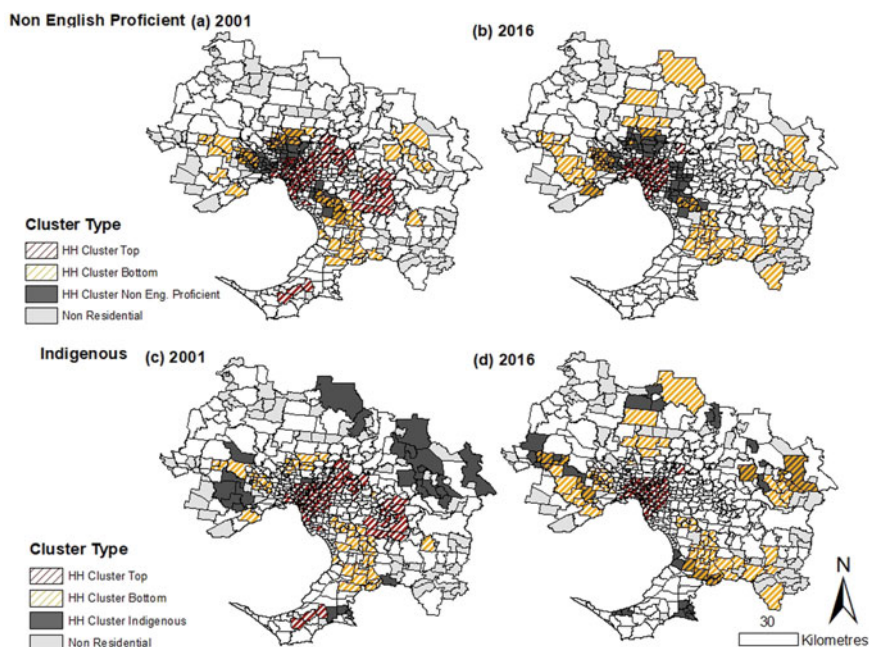 Non English Proficient (a) 2001
(b) 2016
Cluster Type
HH Cluster Top
HH Cluster Bottom
HH Cluster Non Eng. Proficient
Non Residential
Indigenous (c) 2001
(d) 2016
Cluster Type
HH Cluster Top
HH Cluster Bottom
HH Cluster Indigenous
Non Residential
N
30
Kilometres